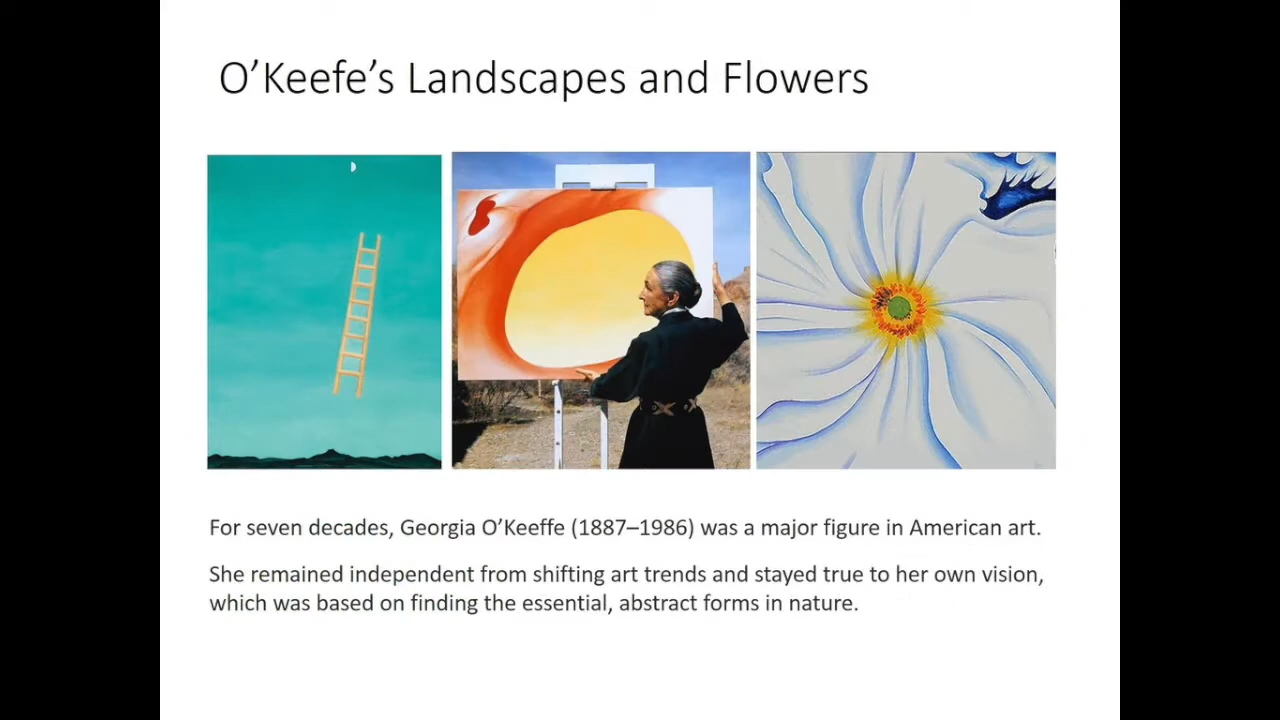 O’Keefe’s Landscapes and Flowers
For seven decades, Georgia O’Keeffe (1887–1986) was a major figure in American art.
She remained independent from shifting art trends and stayed true to her own vision,
which was based on finding the essential, abstract forms in nature.